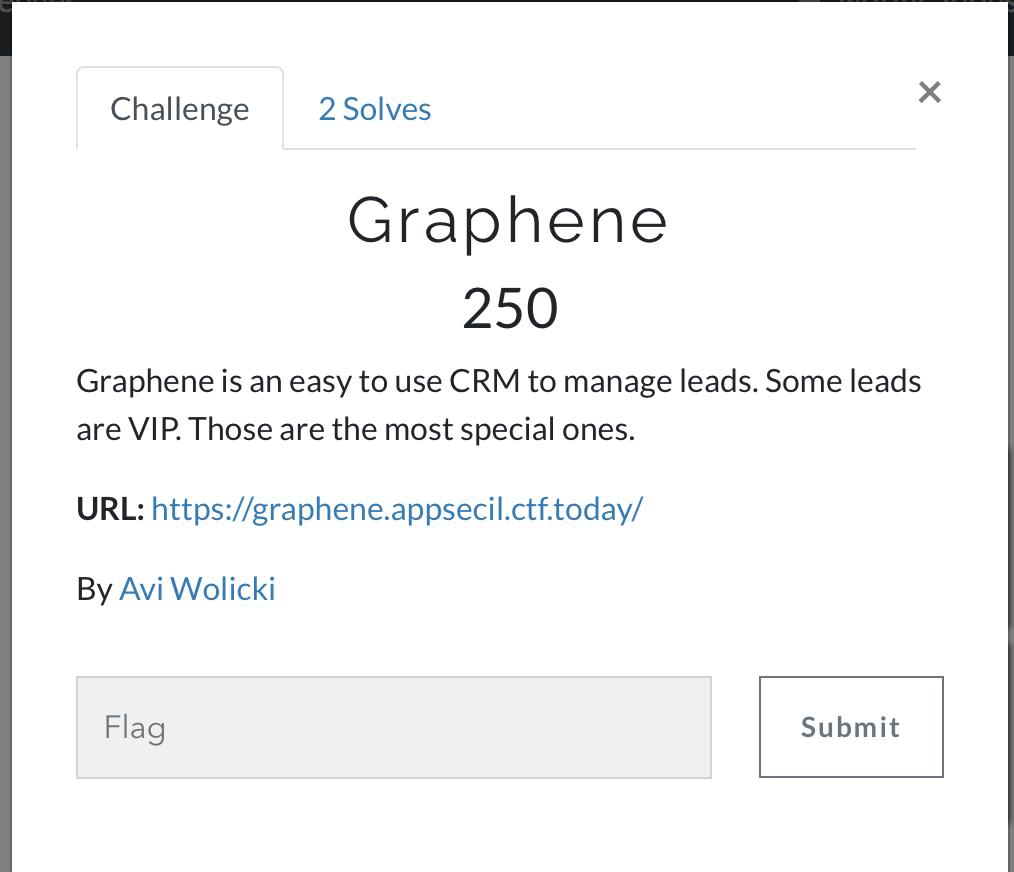 Challenge
2 Solves
×
Graphene
250
Graphene is an easy to use CRM to manage leads. Some leads
are VIP. Those are the most special ones.
URL: https://graphene.appsecil.ctf.today/
By Avi Wolicki
Flag
Submit